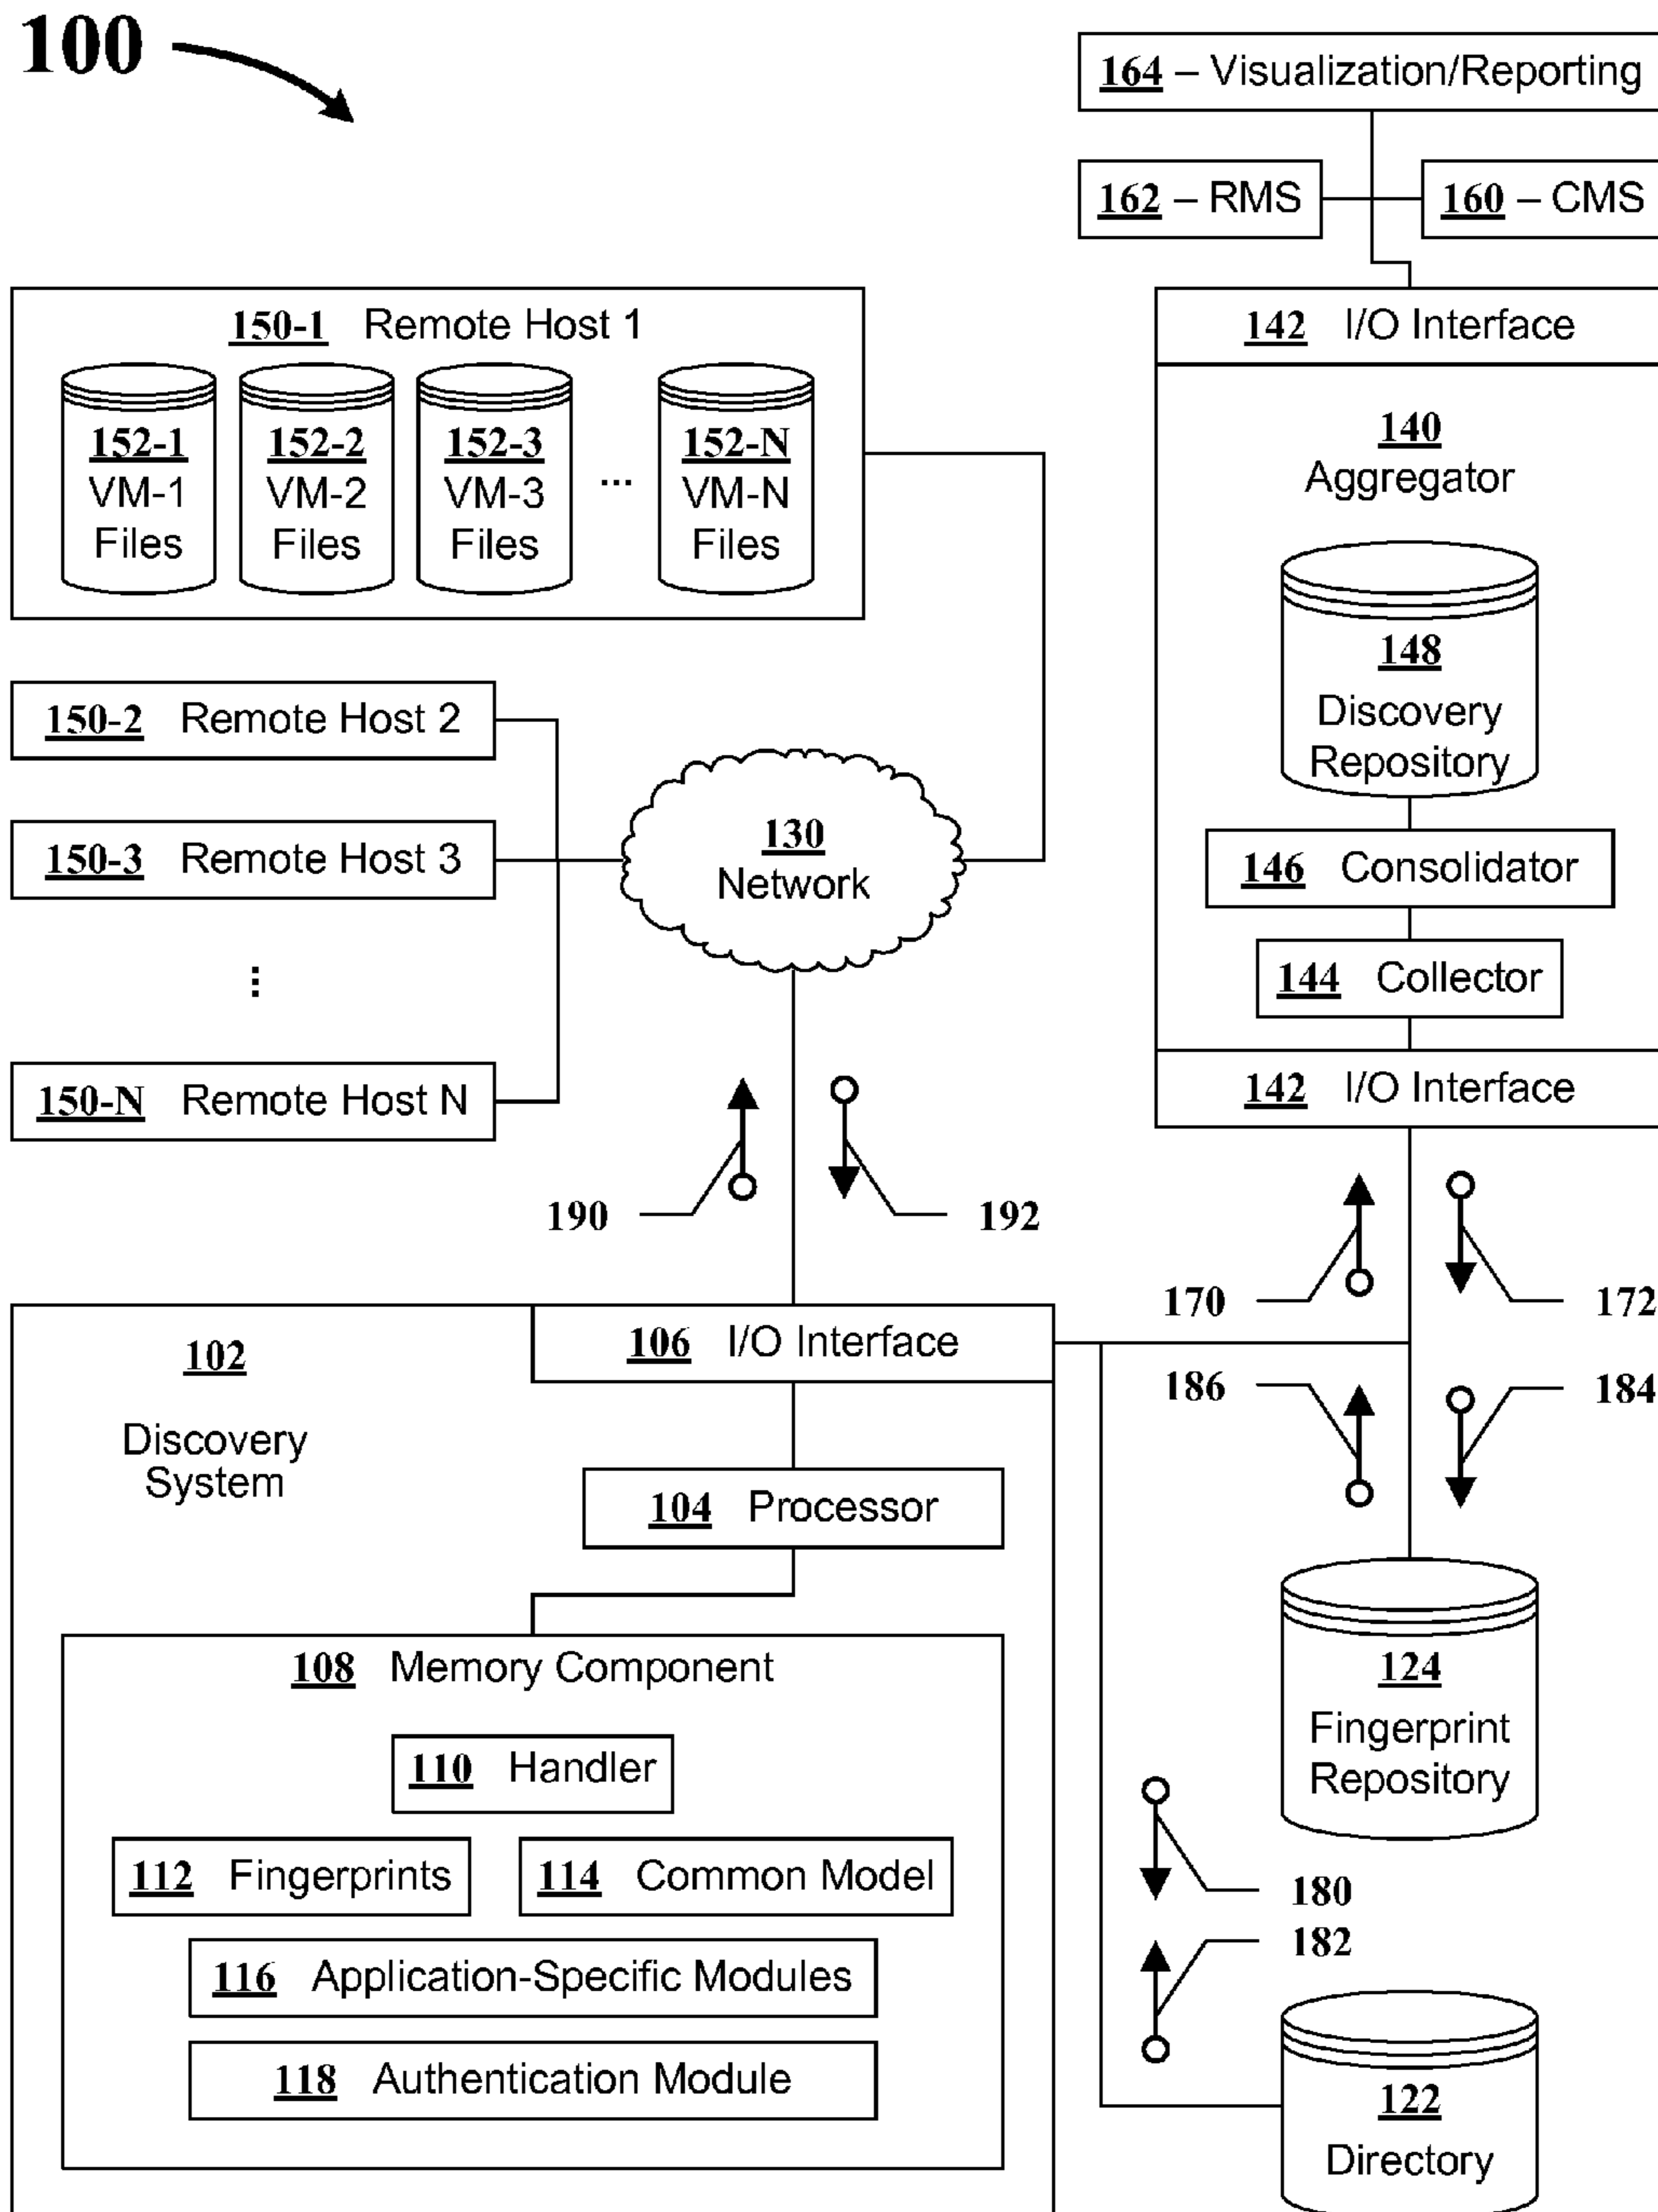 100
164 – Visualization/Reporting
162 – RMS
160 – CMS
150-1 Remote Host 1
152-1
VM-1
Files
152-2
VM-2
Files
152-3
VM-3
Files
...
152-N
VM-N
Files
142 I/O Interface
140
Aggregator
148
Discovery
Repository
146 Consolidator
144 Collector
142 I/O Interface
150-2 Remote Host 2
150-3 Remote Host 3
...
150-N Remote Host N
130
Network
190
192
170
172
186
184
102
Discovery
System
106 I/O Interface
104 Processor
108 Memory Component
110 Handler
112 Fingerprints
114 Common Model
116 Application-Specific Modules
118 Authentication Module
124
Fingerprint
Repository
180
182
122
Directory